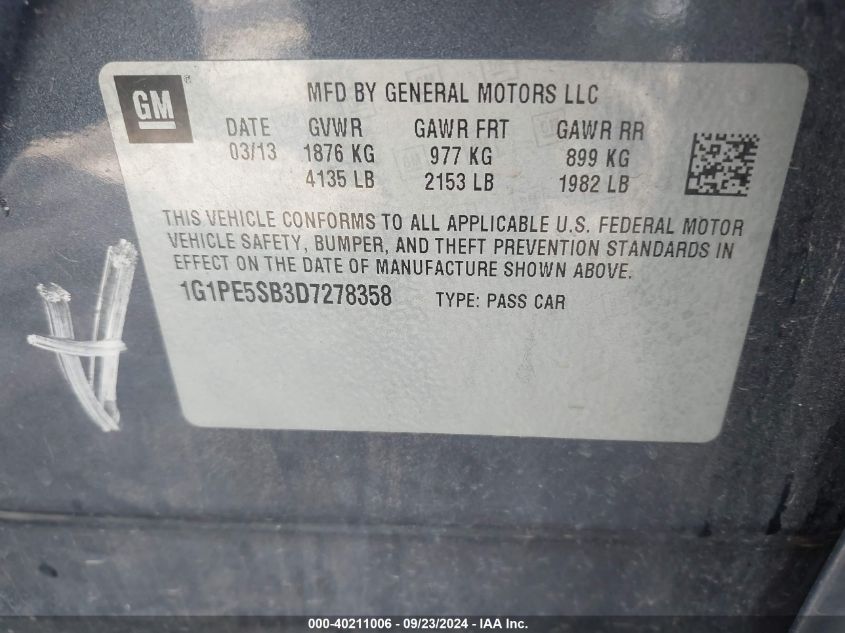 GM ®
MFD BY GENERAL MOTORS LLC
DATE GVWR GAWR FRT GAWR RR
03/13 1876 KG 977 KG 899 KG
4135 LB 2153 LB 1982 LB
THIS VEHICLE CONFORMS TO ALL APPLICABLE U.S. FEDERAL MOTOR
VEHICLE SAFETY, BUMPER, AND THEFT PREVENTION STANDARDS IN
EFFECT ON THE DATE OF MANUFACTURE SHOWN ABOVE.
1G1PE5SB3D7278358 TYPE: PASS CAR
000-40211006 - 09/23/2024 - IAA Inc.